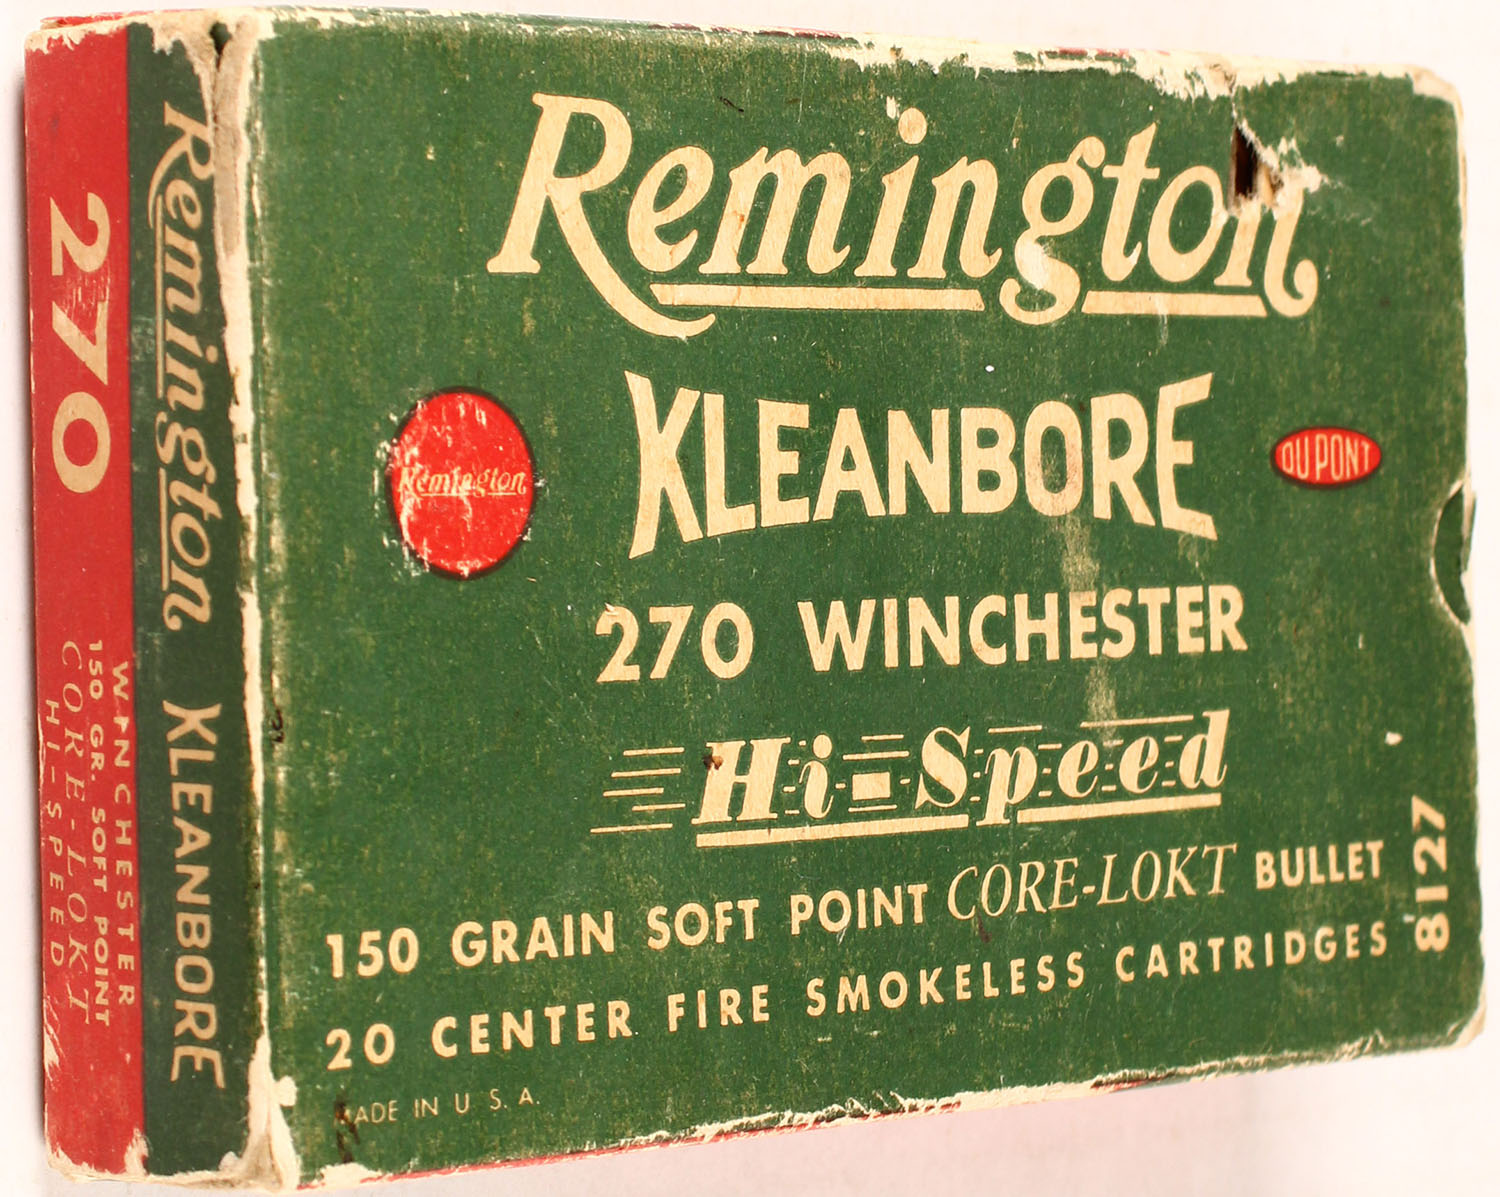 Remington
KLEANBORE
Remington
DU PONT
270 WINCHESTER
Hi-Speed
150 GRAIN SOFT POINT CORE-LOKT BULLET
20 CENTER FIRE SMOKELESS CARTRIDGES
MADE IN U.S.A.
8127
Remington KLEANBORE
270
WINCHESTER
150 GR. SOFT POINT
CORE-LOKT
HI-SPEED